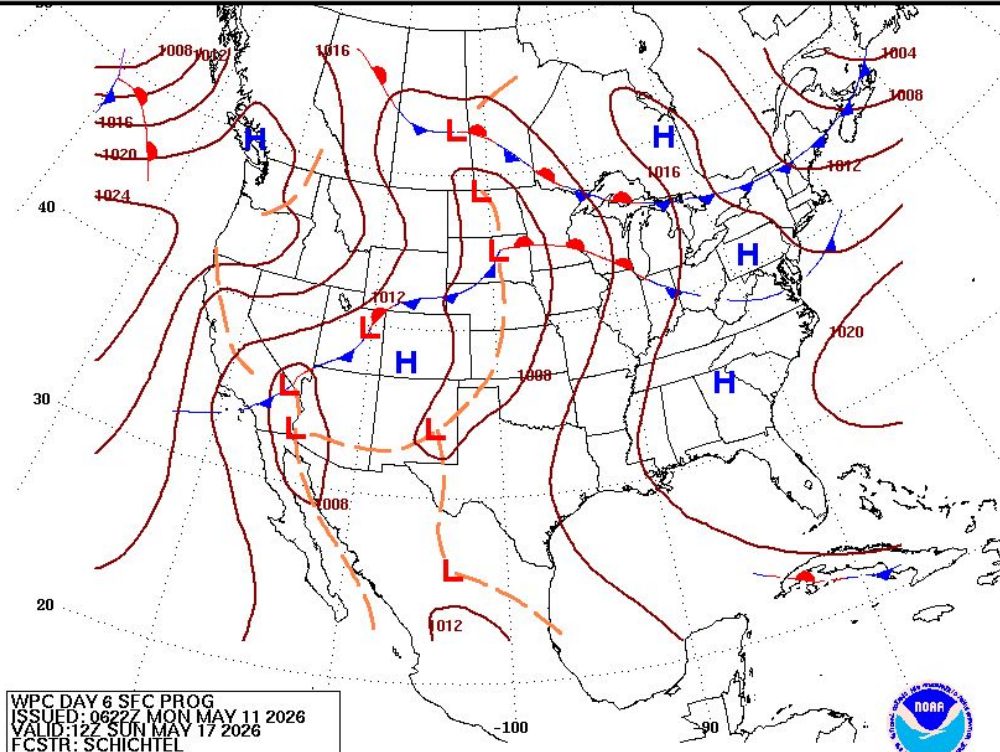 1008
1012
1016
1004
1008
1016
H
L
H
1020
1016
1012
1024
L
40
L
H
1012
L
1020
H
1008
H
L
30
L
L
1008
L
20
1012
WPC DAY 6 SFC PROG
ISSUED: 0622Z MON MAY 11 2026
VALID:12Z SUN MAY 17 2026
FCSTR: SCHICHTEL
-100
-90
NOAA